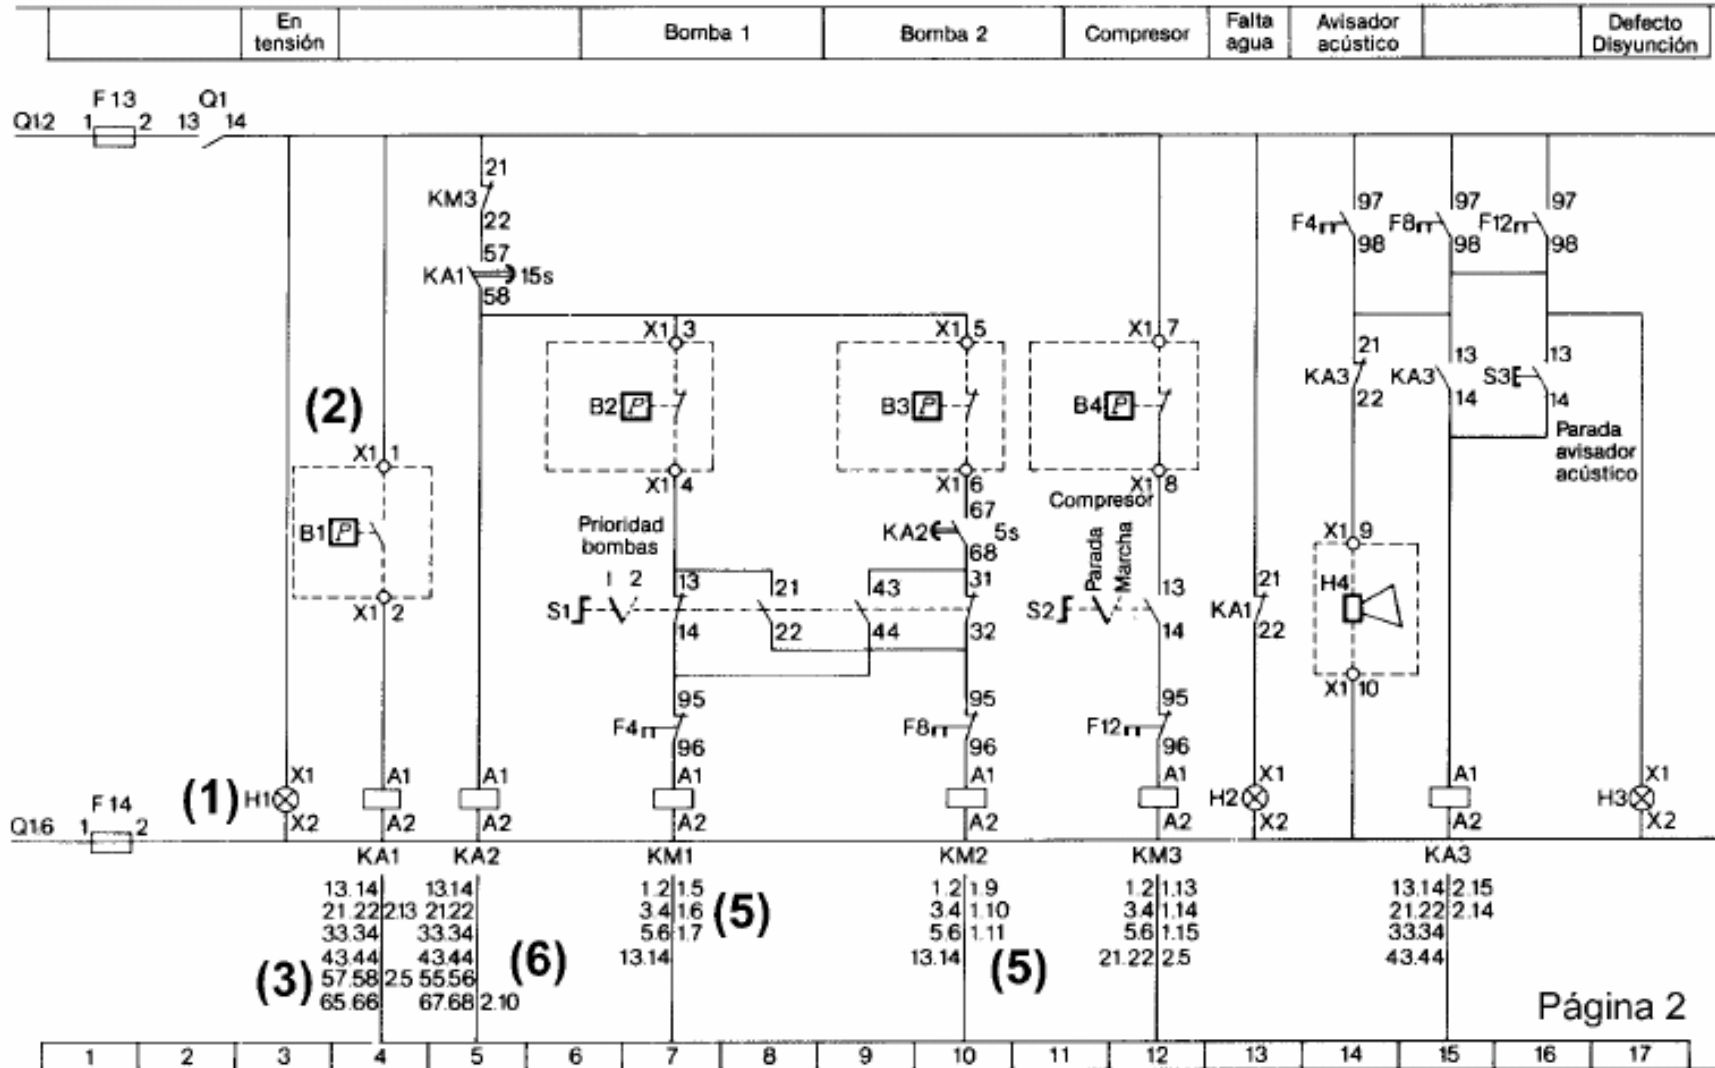 En tensión
Bomba 1
Bomba 2
Compresor
Falta agua
Avisador acústico
Defecto Disyunción
F 13
Q1
Q1.2 1 2 13 14
21
KM3
22
57
KA1 15s
58
97 97 97
F4 F8 F12
98 98 98
X1 3 X1 5 X1 7
21 13 13
KA3 KA3 S3
22 14 14
B2 P B3 P B4 P
(2)
Parada
avisador
acústico
X1 1 X1 4 X1 6 X1 8
Compresor
67
KA2 5s
68
Prioridad
bombas
1 2
Parada
Marcha
B1 P
X1 9
H4
X1 10
X1 2
13 21 43 31 13 21
S1 S2 KA1
14 22 44 32 14 22
95 95 95
F4 F8 F12
96 96 96
X1 A1 A1 A1 A1 A1 X1 A1 X1
(1) H1 H2 H3
X2 A2 A2 A2 A2 A2 X2 A2 X2
F 14
Q1.6 1 2
KA1 KA2 KM1 KM2 KM3 KA3
13.14 13.14 1.2 1.5 1.2 1.9 1.2 1.13 13.14 2.15
21.22 2.13 21.22 3.4 1.6 3.4 1.10 3.4 1.14 21.22 2.14
33.34 33.34 5.6 1.7 5.6 1.11 5.6 1.15 33.34
43.44 43.44 13.14 13.14 21.22 2.5 43.44
57.58 2.5 55.56
65.66 67.68 2.10
(3) (6) (5) (5)
Página 2
1 2 3 4 5 6 7 8 9 10 11 12 13 14 15 16 17